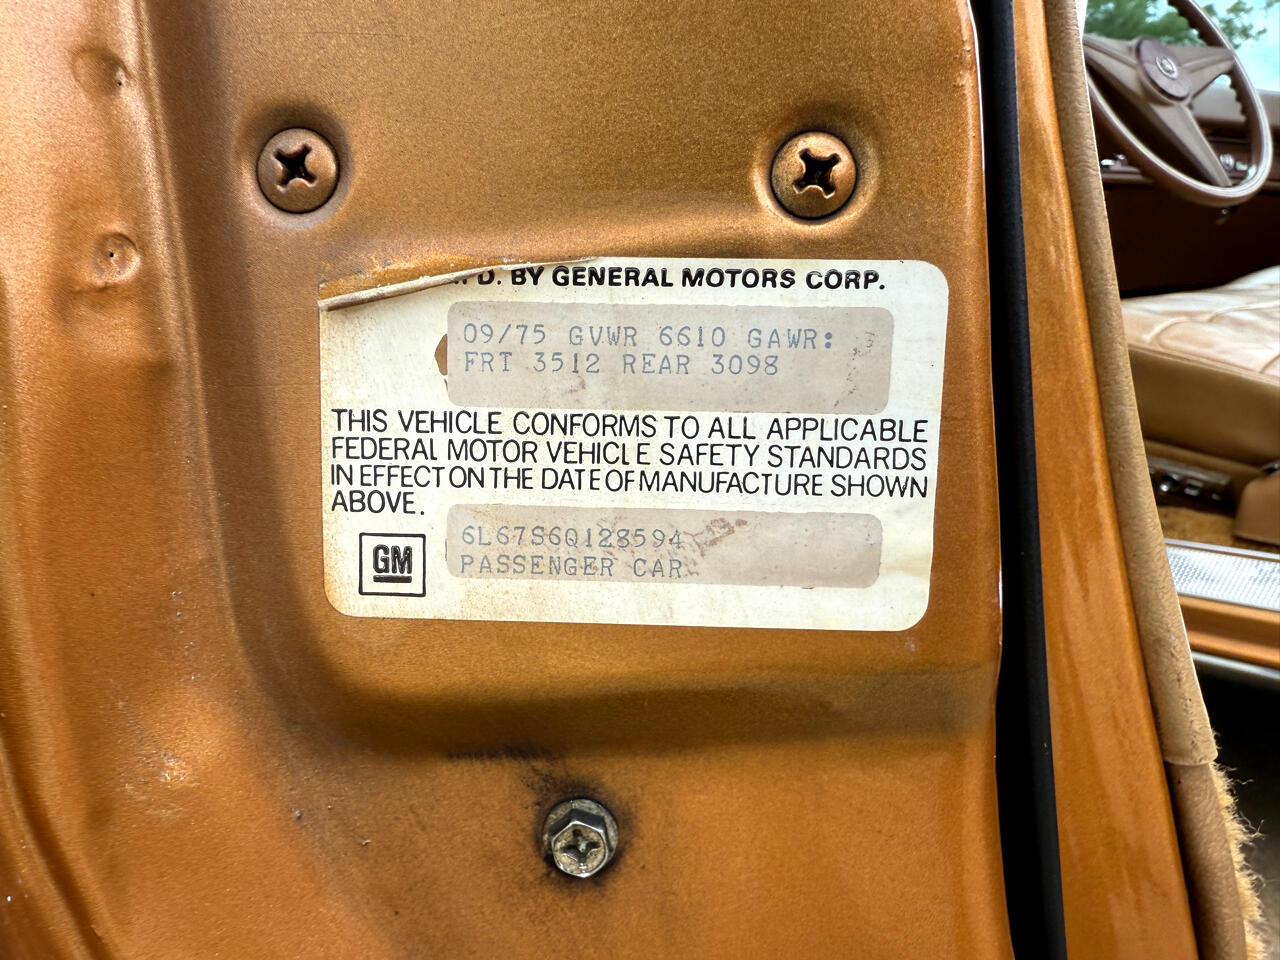 D. BY GENERAL MOTORS CORP.
09/75 GVWR 6610 GAWR:
FRT 3512 REAR 3098
THIS VEHICLE CONFORMS TO ALL APPLICABLE
FEDERAL MOTOR VEHICLE SAFETY STANDARDS
IN EFFECT ON THE DATE OF MANUFACTURE SHOWN
ABOVE.
6L67S6Q128594
PASSENGER CAR
GM